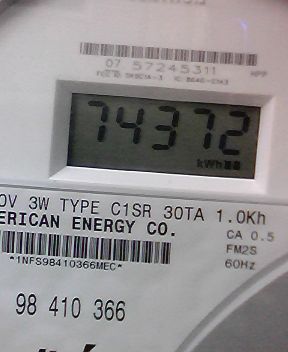 07 57245311
74372
kWh
0V 3W TYPE C1SR 30TA 1.0Kh
ERICAN ENERGY CO.
CA 0.5
FM2S
60Hz
*1NFS98410366MEC*
98 410 366